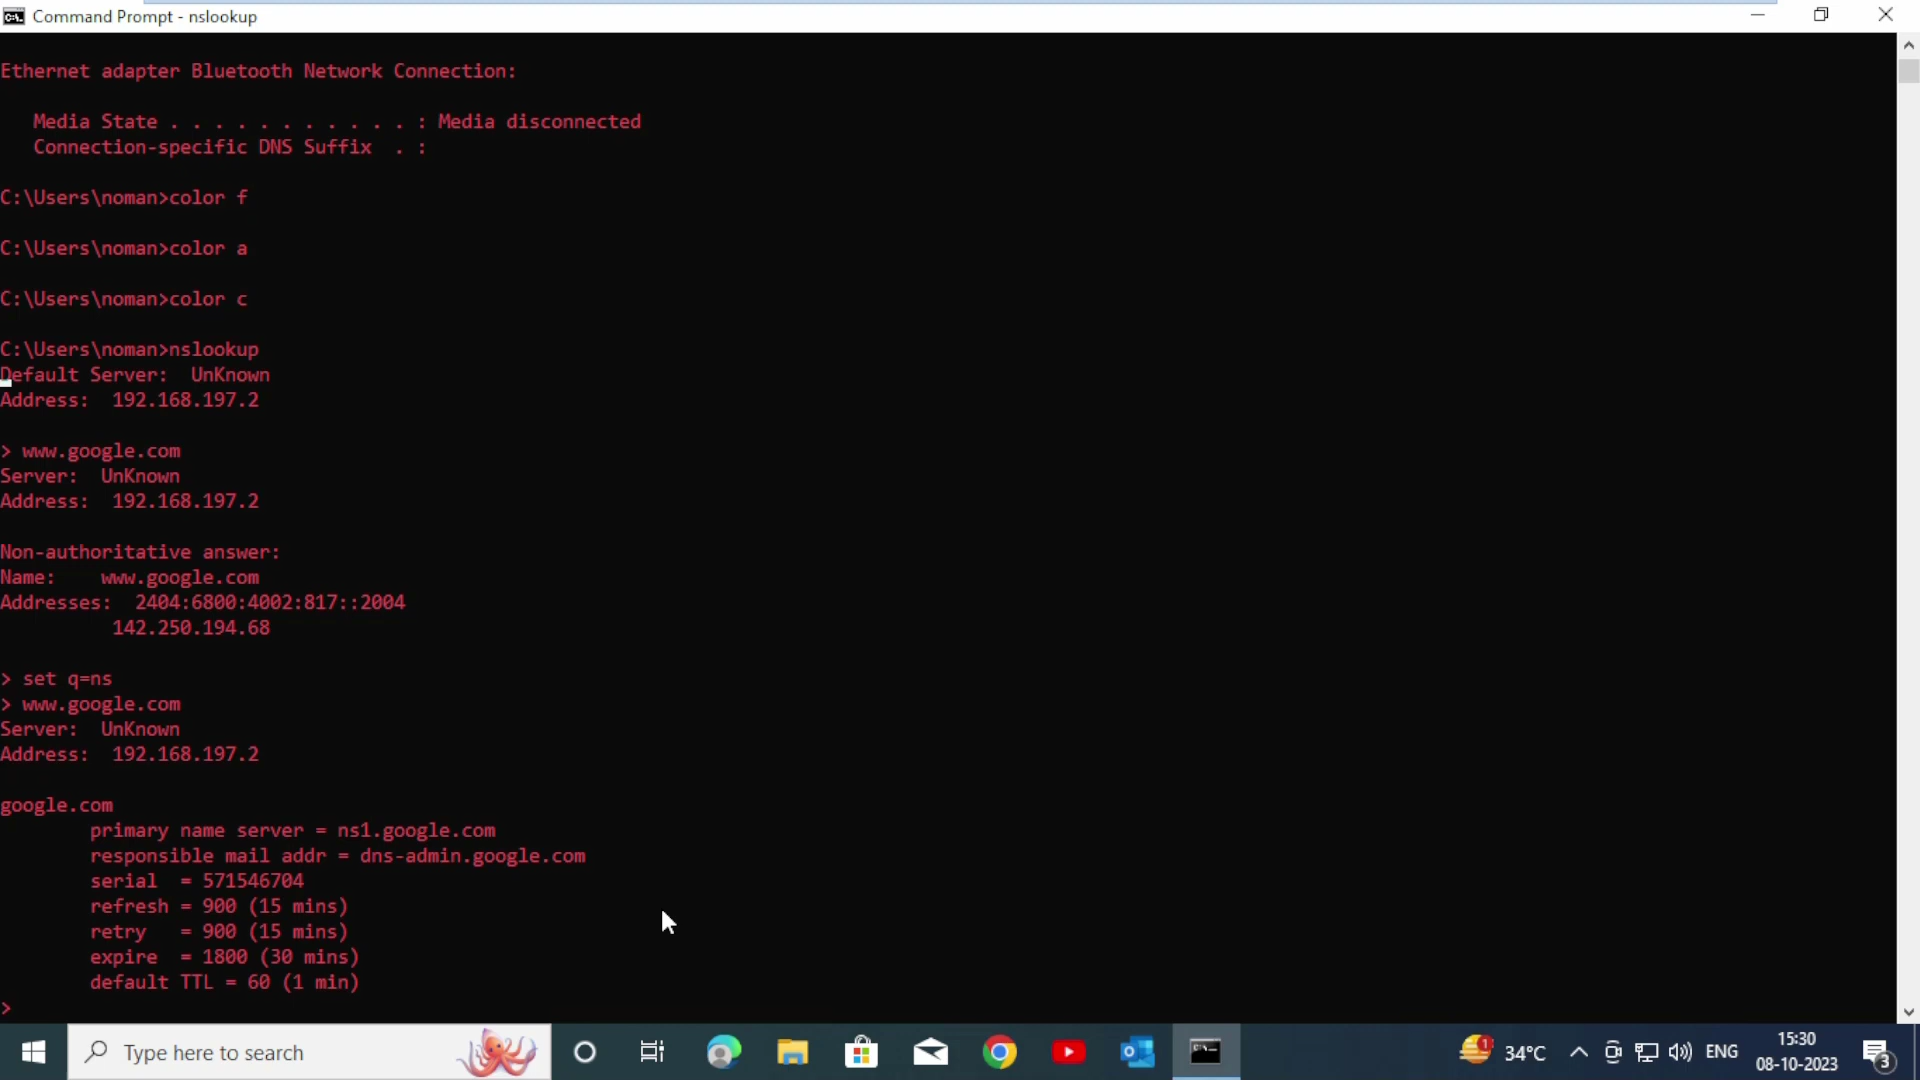 Command Prompt - nslookup
Ethernet adapter Bluetooth Network Connection:
Media State . . . . . . . . . . . : Media disconnected
Connection-specific DNS Suffix  . :
C:\Users\noman>color f
C:\Users\noman>color a
C:\Users\noman>color c
C:\Users\noman>nslookup
Default Server:  UnKnown
Address:  192.168.197.2
> www.google.com
Server:  UnKnown
Address:  192.168.197.2
Non-authoritative answer:
Name:    www.google.com
Addresses:  2404:6800:4002:817::2004
142.250.194.68
> set q=ns
> www.google.com
Server:  UnKnown
Address:  192.168.197.2
google.com
primary name server = ns1.google.com
responsible mail addr = dns-admin.google.com
serial  = 571546704
refresh = 900 (15 mins)
retry   = 900 (15 mins)
expire  = 1800 (30 mins)
default TTL = 60 (1 min)
>
Type here to search
1
34°C
ENG
15:30
08-10-2023
3